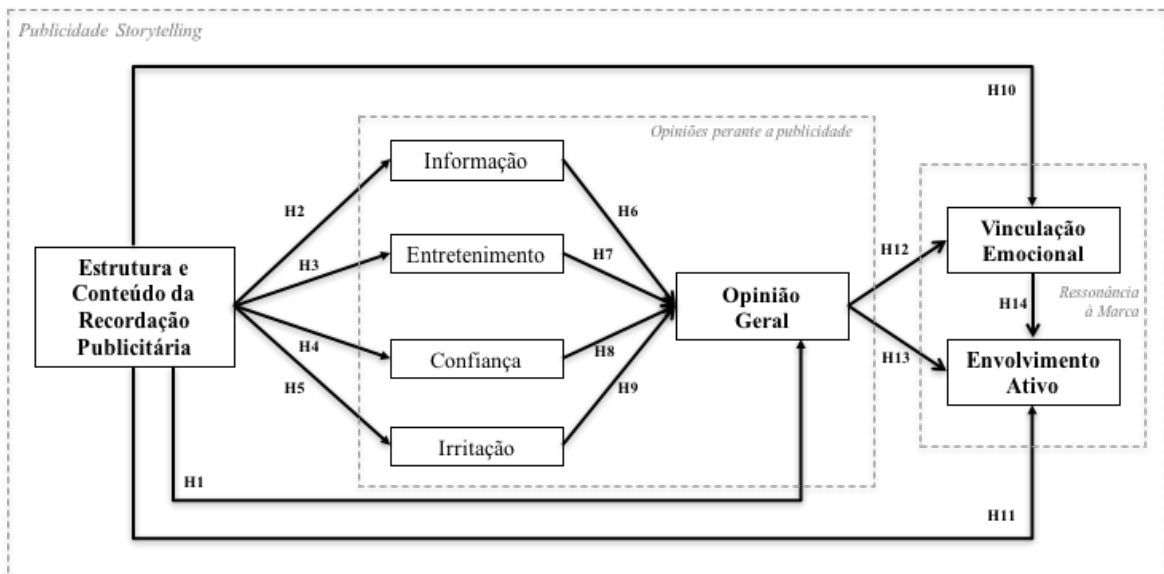 Publicidade Storytelling
H10
Opiniões perante a publicidade
Informação
H2
H6
Vinculação
Emocional
H12
H3
Entretenimento
H7
Estrutura e
Conteúdo da
Recordação
Publicitária
Opinião
Geral
H14
Ressonância
à Marca
H4
Confiança
H8
H13
Envolvimento
Ativo
H5
H9
Irritação
H1
H11